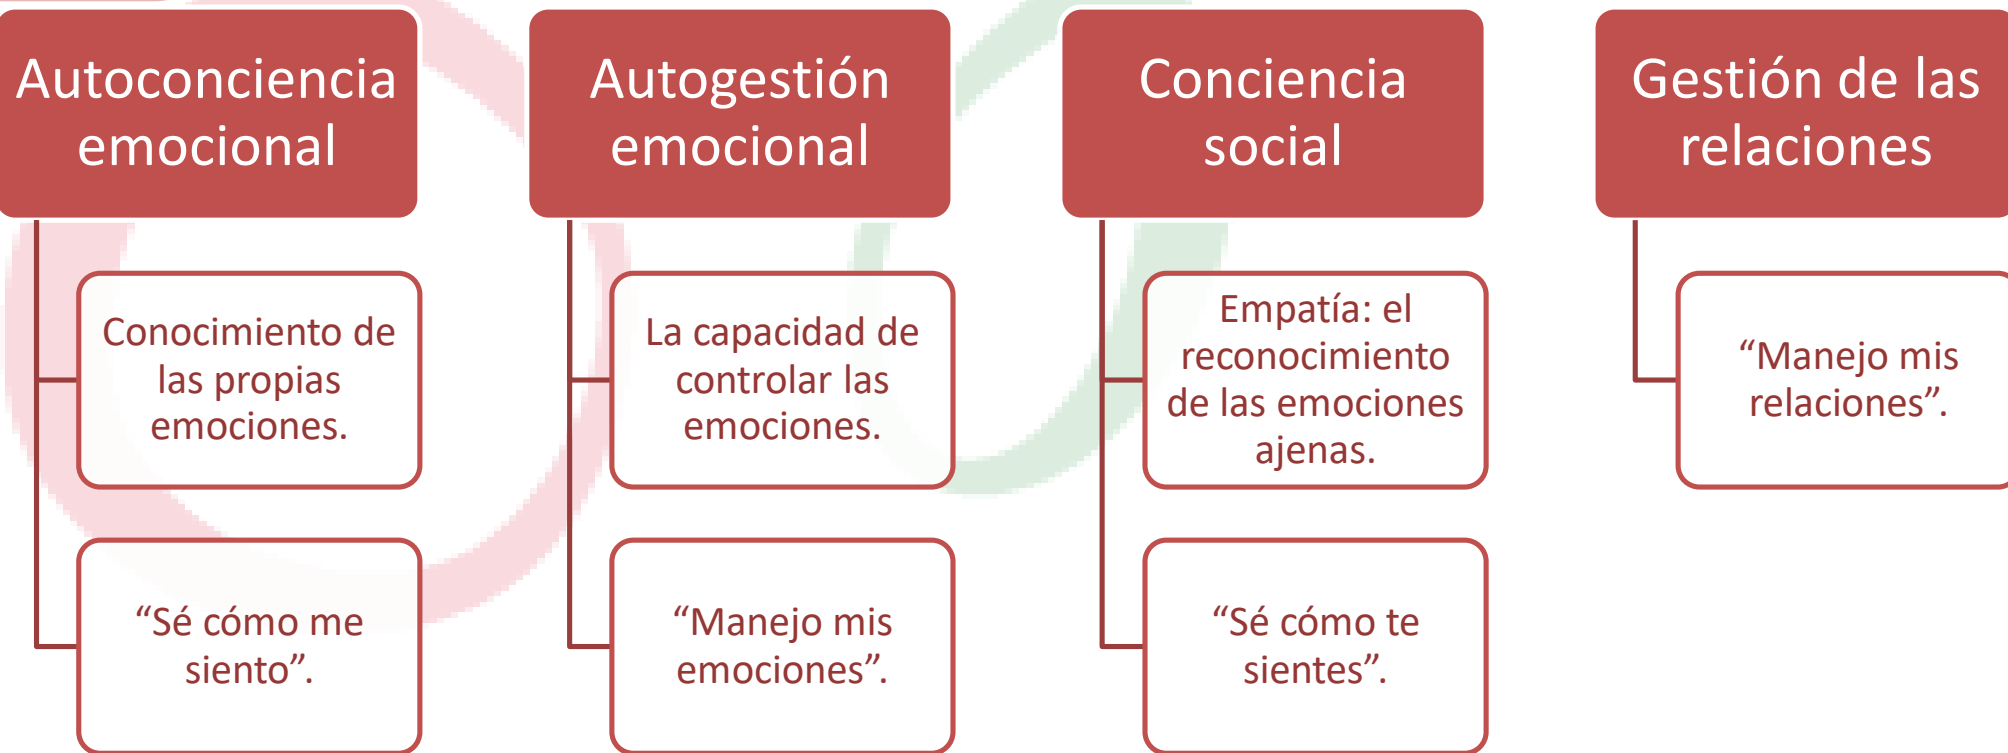 Autoconciencia
emocional
Conocimiento de
las propias
emociones.
“Sé cómo me
siento”.
Autogestión
emocional
La capacidad de
controlar las
emociones.
“Manejo mis
emociones”.
Conciencia
social
Empatía: el
reconocimiento
de las emociones
ajenas.
“Sé cómo te
sientes”.
Gestión de las
relaciones
“Manejo mis
relaciones”.